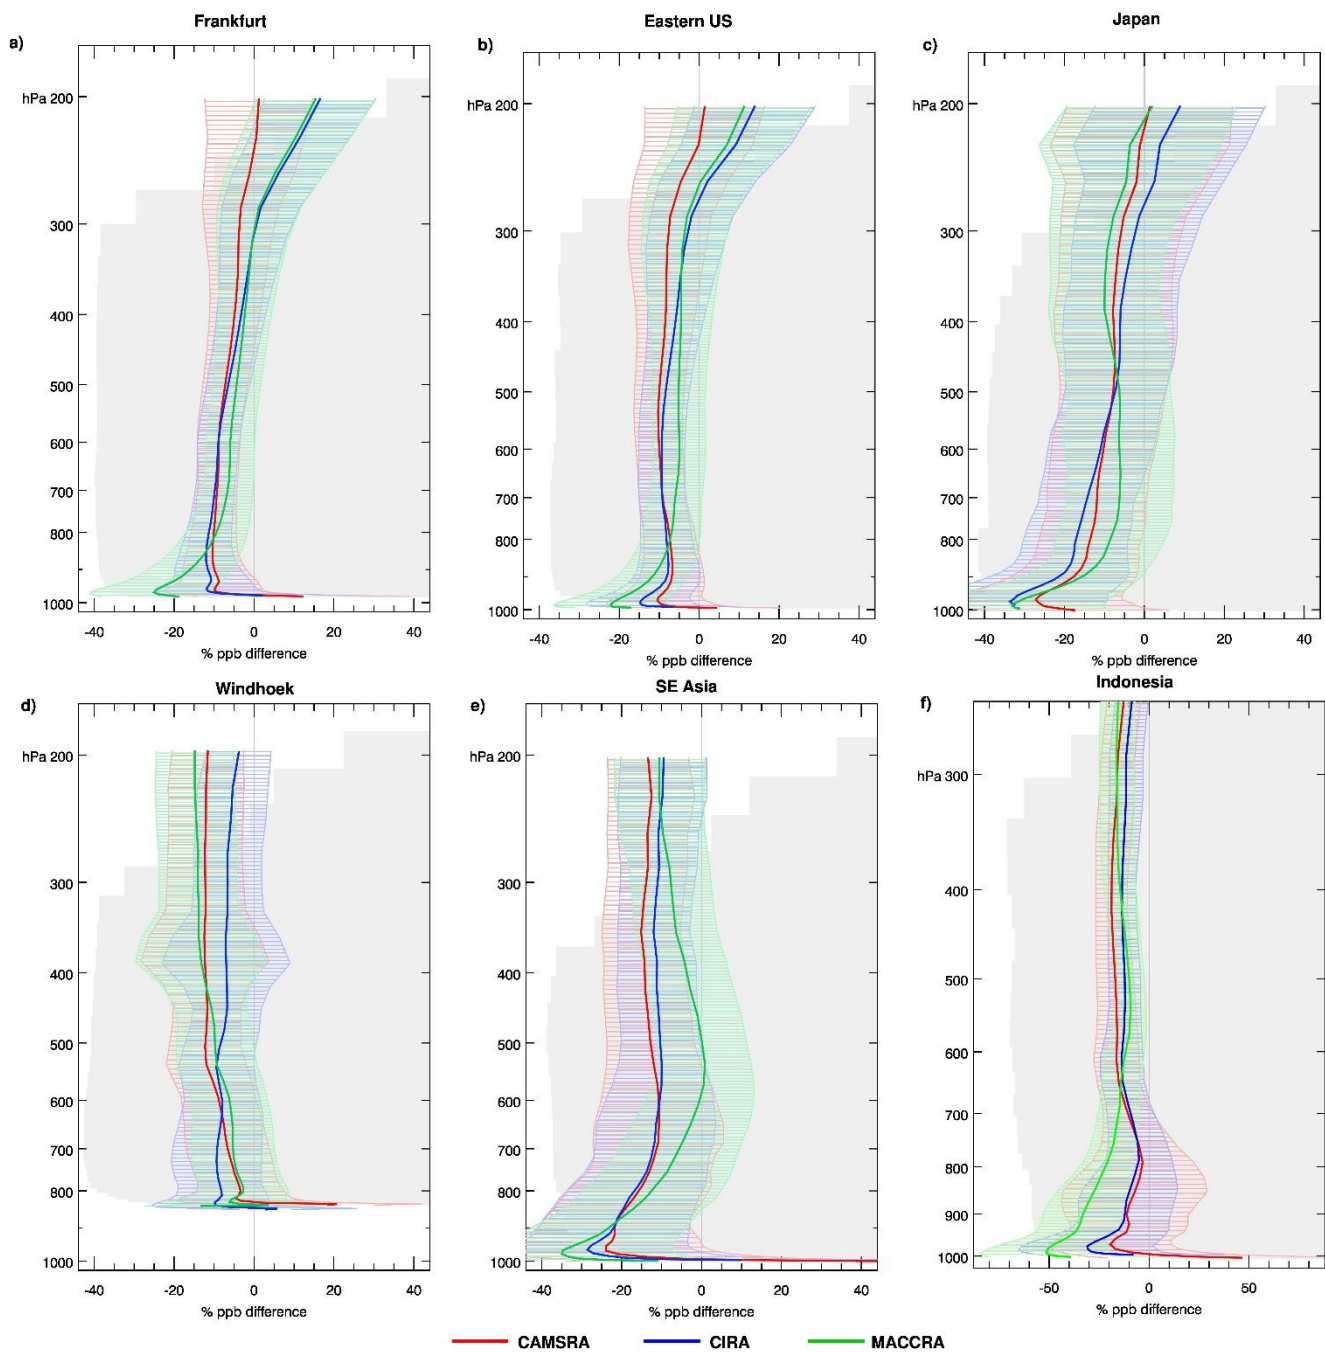 Frankfurt
a)
hPa 200
300
400
500
600
700
800
1000
-40 -20 0 20 40
% ppb difference
Eastern US
b)
hPa 200
300
400
500
600
700
800
1000
-40 -20 0 20 40
% ppb difference
Japan
c)
hPa 200
300
400
500
600
700
800
1000
-40 -20 0 20 40
% ppb difference
Windhoek
d)
hPa 200
300
400
500
600
700
800
1000
-40 -20 0 20 40
% ppb difference
SE Asia
e)
hPa 200
300
400
500
600
700
800
1000
-40 -20 0 20 40
% ppb difference
Indonesia
f)
hPa 300
400
500
600
700
800
900
1000
-50 0 50
% ppb difference
CAMSRA CIRA MACCRA